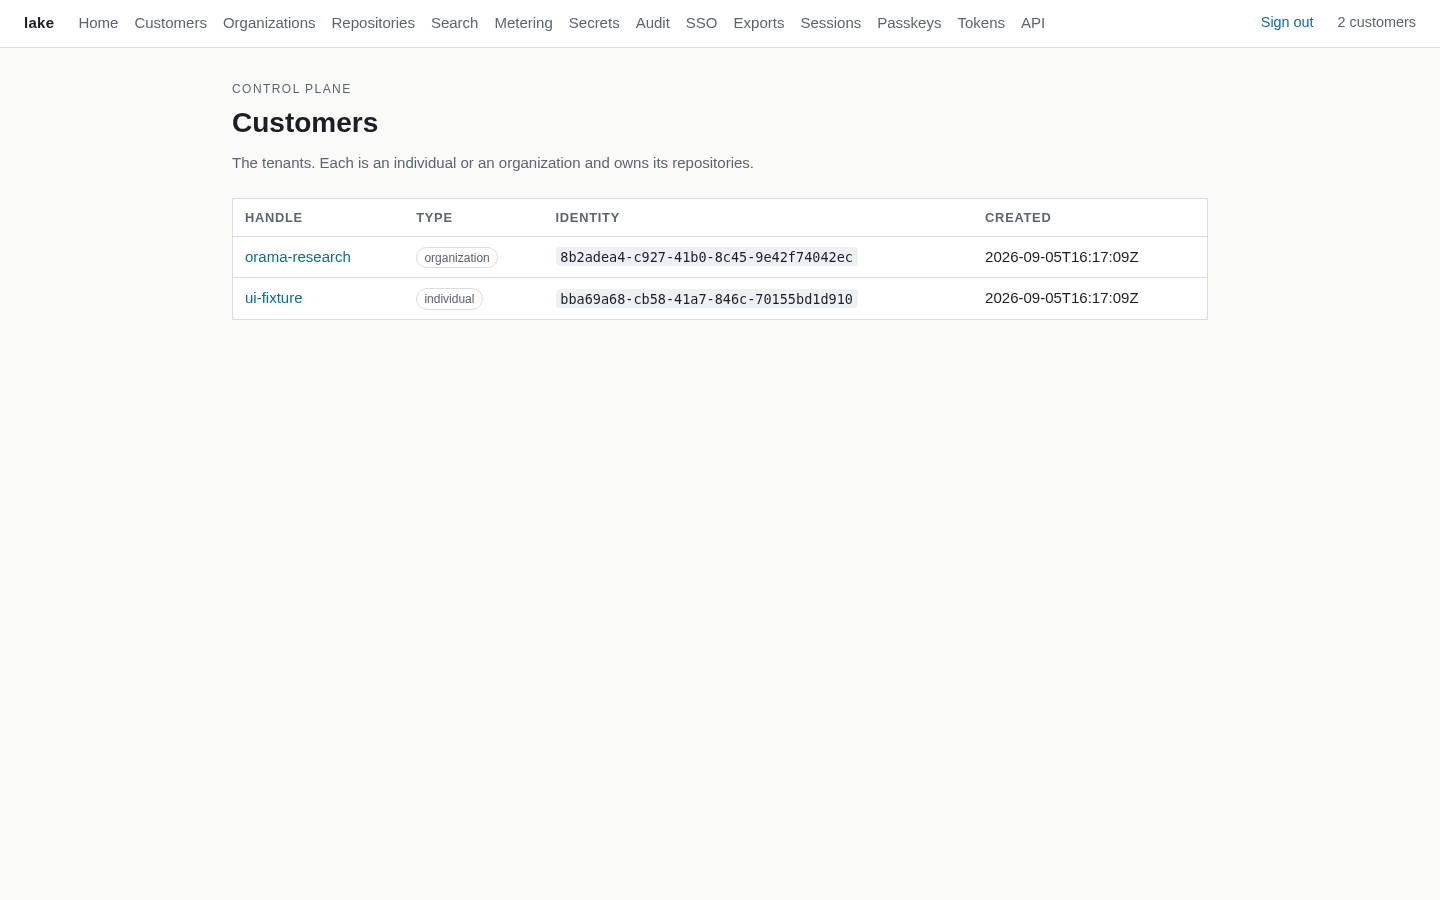 lake Home Customers Organizations Repositories Search Metering Secrets Audit SSO Exports Sessions Passkeys Tokens API Sign out 2 customers
CONTROL PLANE
Customers
The tenants. Each is an individual or an organization and owns its repositories.
HANDLE TYPE IDENTITY CREATED
orama-research organization 8b2adea4-c927-41b0-8c45-9e42f74042ec 2026-09-05T16:17:09Z
ui-fixture individual bba69a68-cb58-41a7-846c-70155bd1d910 2026-09-05T16:17:09Z